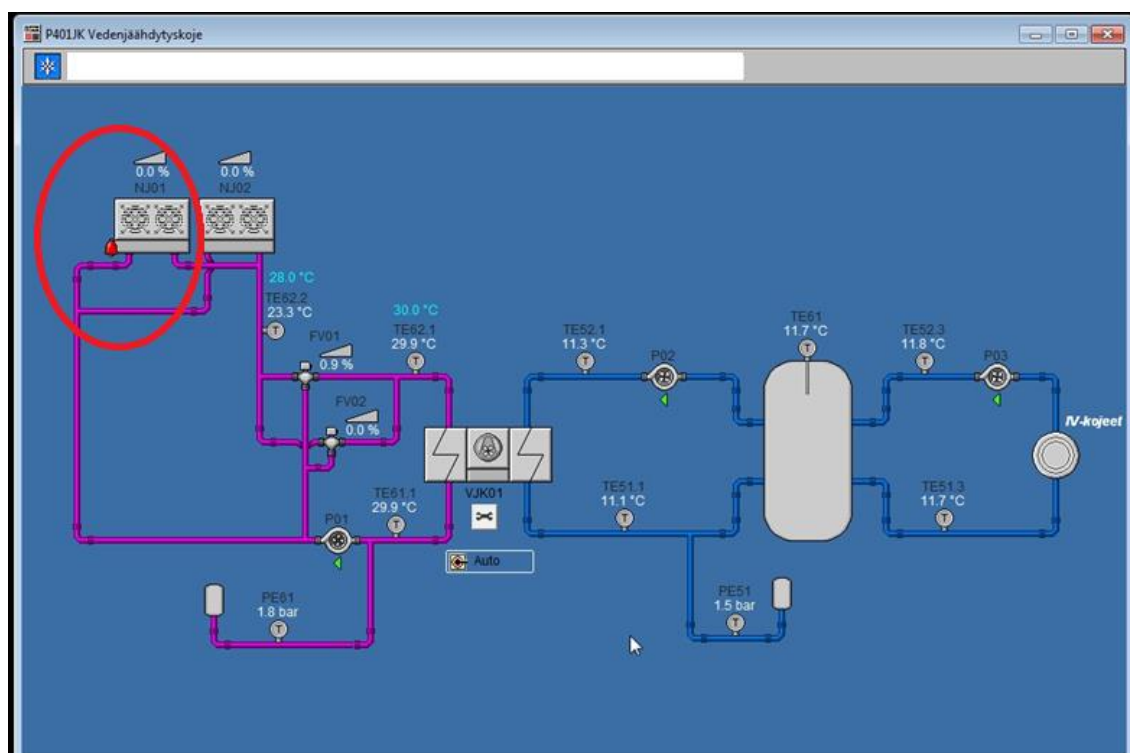 P401JK Vedenjäähdytyskoje
0.0 %
NJ01
0.0 %
NJ02
28.0 °C
TE62.2
23.3 °C
FV01
0.9 %
FV02
0.0 %
30.0 °C
TE62.1
29.9 °C
TE52.1
11.3 °C
P02
TE61
11.7 °C
TE52.3
11.8 °C
P03
IV-kojeet
P01
TE61.1
29.9 °C
VJK01
Auto
TE51.1
11.1 °C
TE51.3
11.7 °C
PE61
1.8 bar
PE51
1.5 bar
T
T
T
T
T
T
T
T
T
T